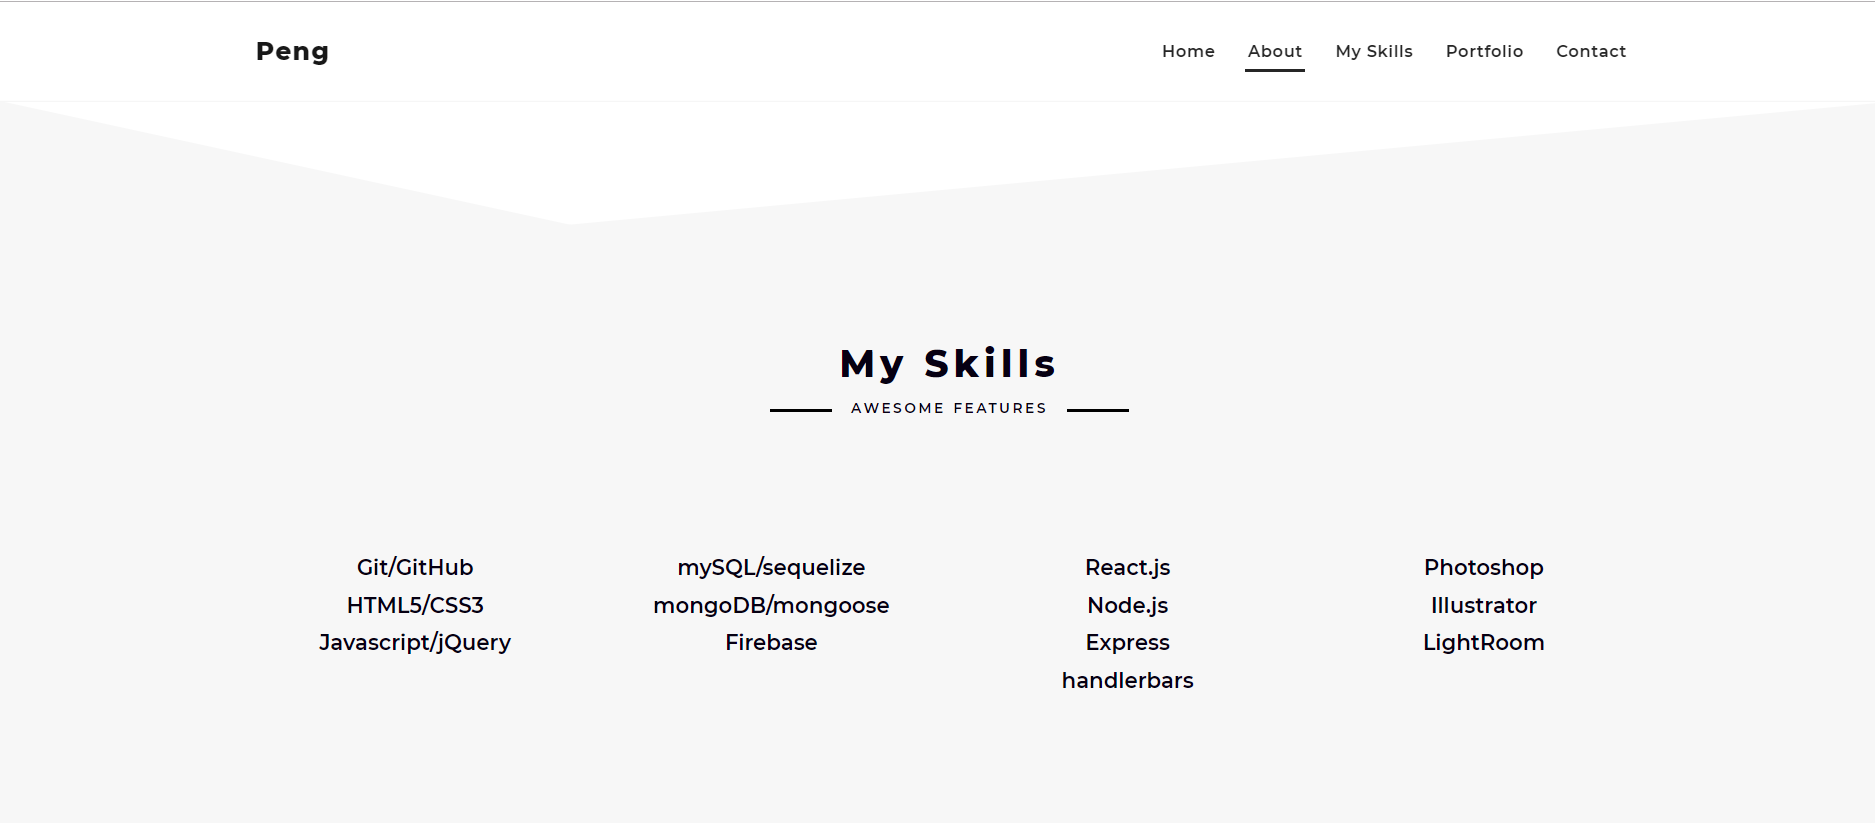 Peng
Home About My Skills Portfolio Contact
My Skills
AWESOME FEATURES
Git/GitHub
HTML5/CSS3
Javascript/jQuery
mySQL/sequelize
mongoDB/mongoose
Firebase
React.js
Node.js
Express
handlerbars
Photoshop
Illustrator
LightRoom